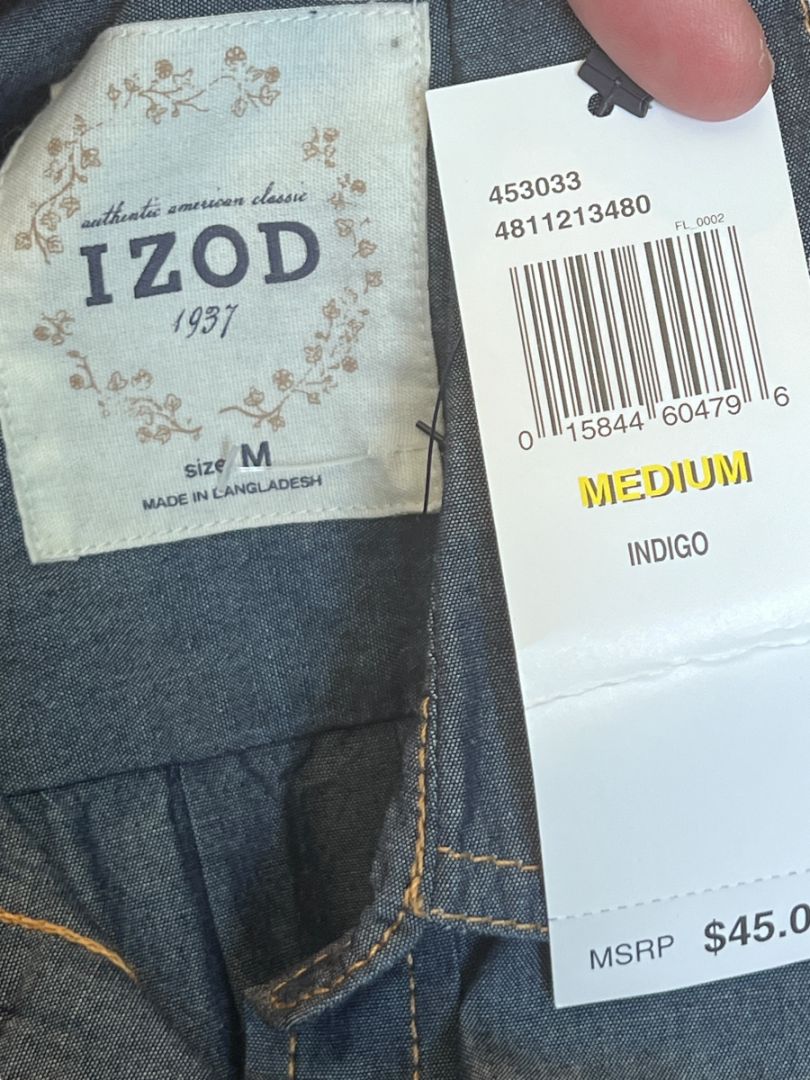 authentic american classic
IZOD
1937
size M
MADE IN BANGLADESH
453033
4811213480
FL_0002
0 15844 60479 6
MEDIUM
INDIGO
MSRP $45.0